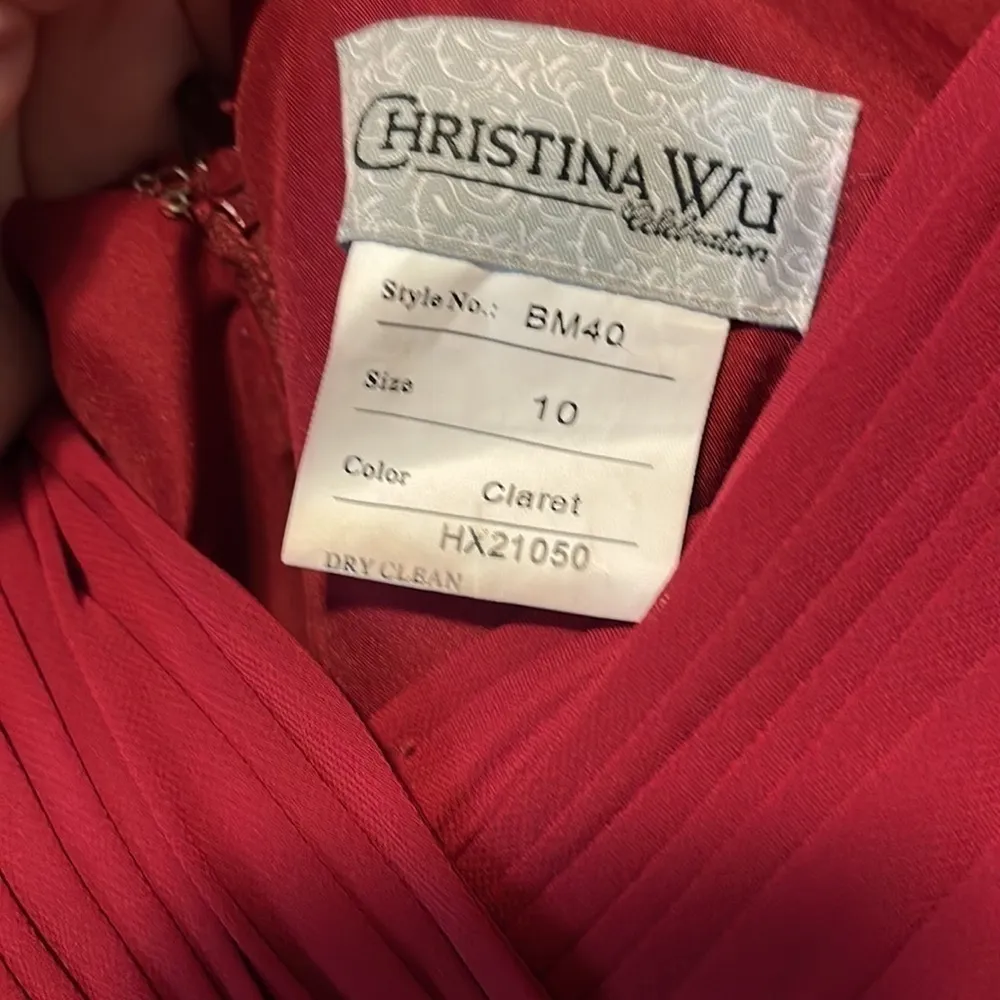 CHRISTINA WU
Celebration
Style No.: BM40
Size 10
Color Claret
HX21050
DRY CLEAN